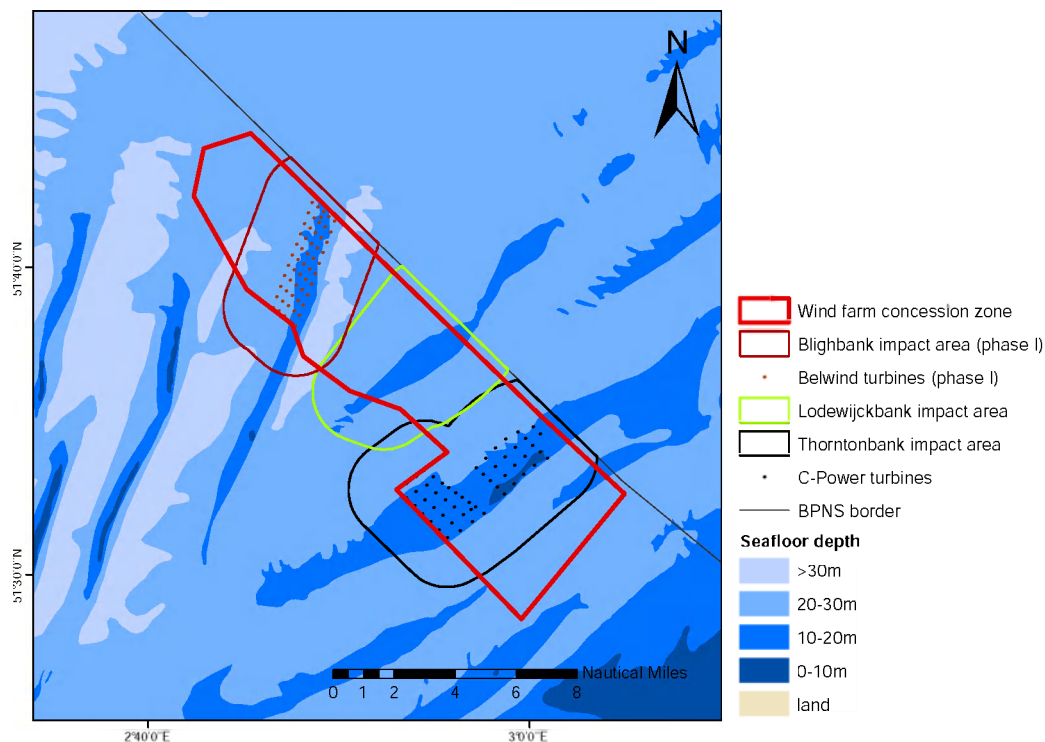 N
51°40'0"N
51°30'0"N
2°40'0"E
3°0'0"E
Nautical Miles
0 1 2 4 6 8
Wind farm concession zone
Blighbank impact area (phase I)
Belwind turbines (phase I)
Lodewijckbank impact area
Thorntonbank impact area
C-Power turbines
BPNS border
Seafloor depth
>30m
20-30m
10-20m
0-10m
land